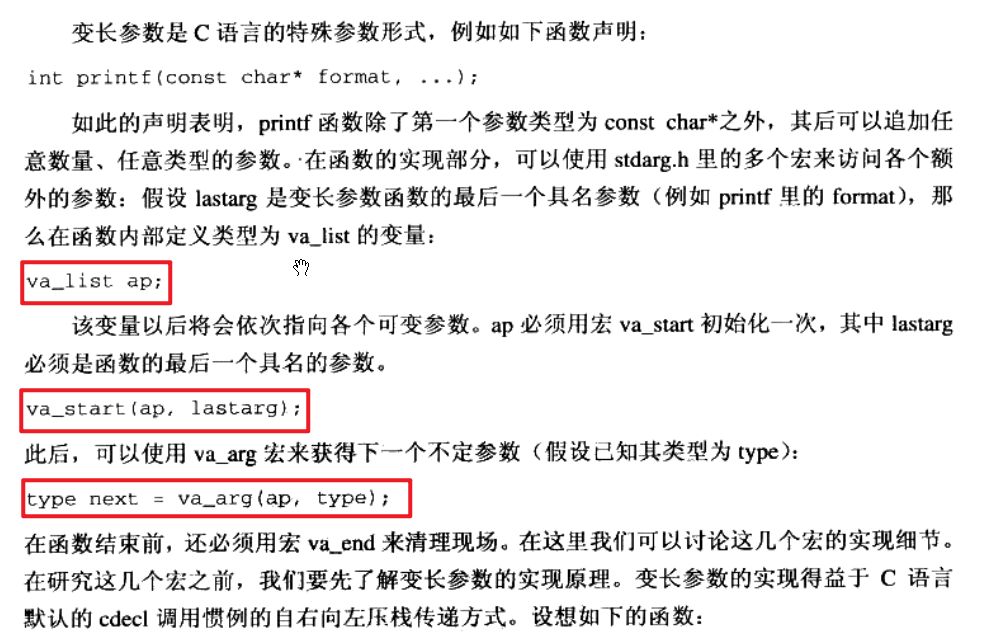 变长参数是 C 语言的特殊参数形式，例如如下函数声明：
int printf(const char* format, ...);
如此的声明表明，printf 函数除了第一个参数类型为 const char*之外，其后可以追加任
意数量、任意类型的参数。在函数的实现部分，可以使用 stdarg.h 里的多个宏来访问各个额
外的参数：假设 lastarg 是变长参数函数的最后一个具名参数（例如 printf 里的 format），那
么在函数内部定义类型为 va_list 的变量：
va_list ap;
该变量以后将会依次指向各个可变参数。ap 必须用宏 va_start 初始化一次，其中 lastarg
必须是函数的最后一个具名的参数。
va_start(ap, lastarg);
此后，可以使用 va_arg 宏来获得下一个不定参数（假设已知其类型为 type）：
type next = va_arg(ap, type);
在函数结束前，还必须用宏 va_end 来清理现场。在这里我们可以讨论这几个宏的实现细节。
在研究这几个宏之前，我们要先了解变长参数的实现原理。变长参数的实现得益于 C 语言
默认的 cdecl 调用惯例的自右向左压栈传递方式。设想如下的函数：